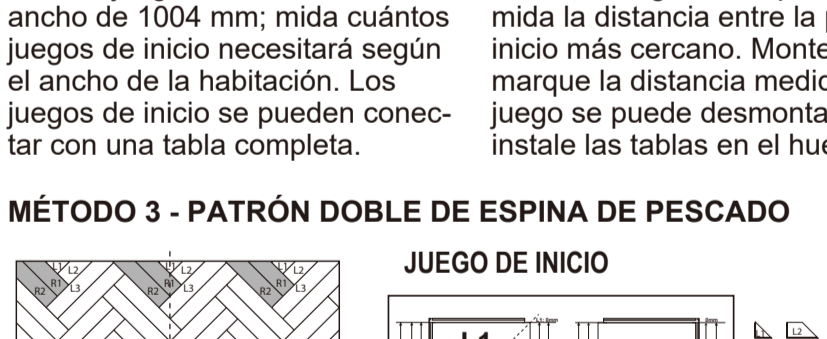 ancho de 1004 mm; mida cuántos
juegos de inicio necesitará según
el ancho de la habitación. Los
juegos de inicio se pueden conec-
tar con una tabla completa.
mida la distancia entre la
inicio más cercano. Monte
marque la distancia medid
juego se puede desmonta
instale las tablas en el hue
MÉTODO 3 - PATRÓN DOBLE DE ESPINA DE PESCADO
L1 L2 L1 L2 L1 L2
R2 R1 L3 R2 R1 L3 R2 R1 L3
JUEGO DE INICIO
L1: 0mm 0mm
L1 L1 L2